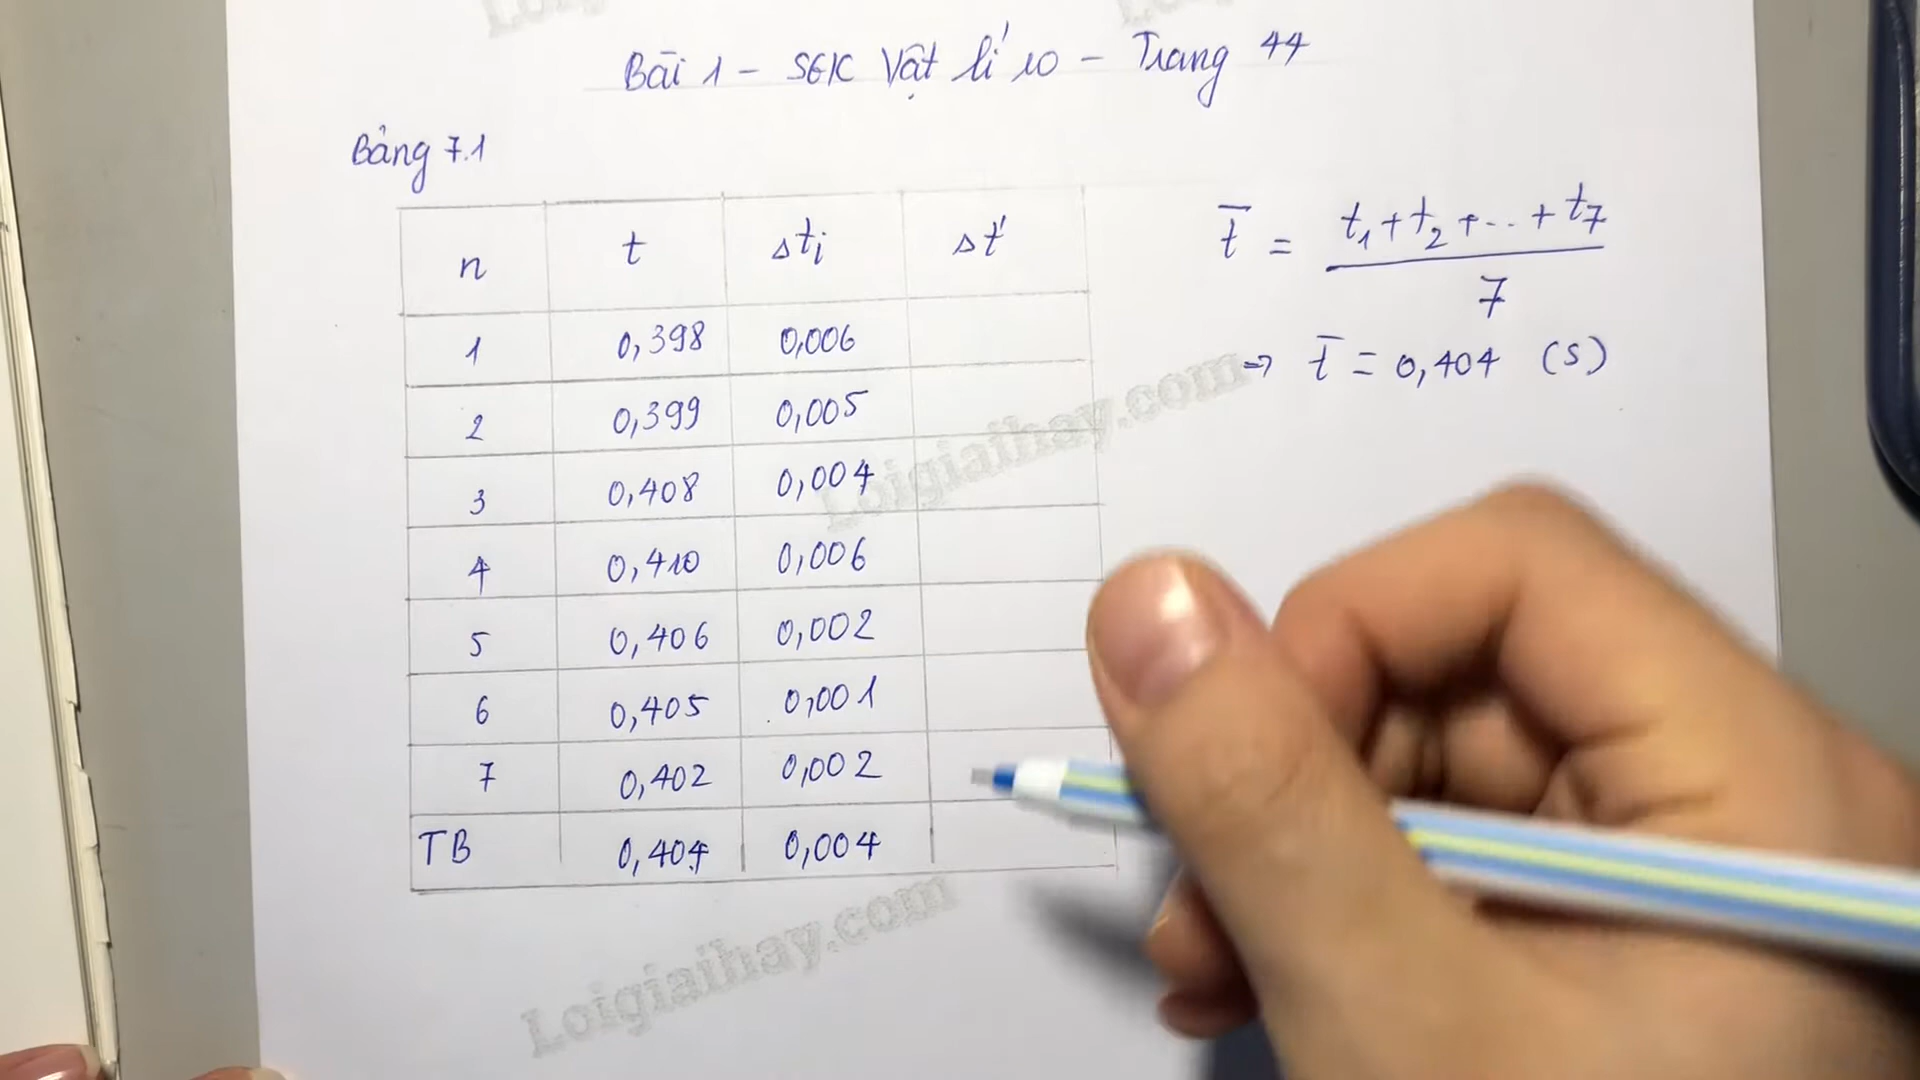 Bài 1 - SGK Vật lí 10 - Trang 44
Bảng 7.1
n t Δti Δt'
1 0,398 0,006
2 0,399 0,005
3 0,408 0,004
4 0,410 0,006
5 0,406 0,002
6 0,405 0,001
7 0,402 0,002
TB 0,404 0,004
t̄ = (t1 + t2 + ... + t7) / 7
⇒ t̄ = 0,404 (s)
Loigiaihay.com
Loigiaihay.com